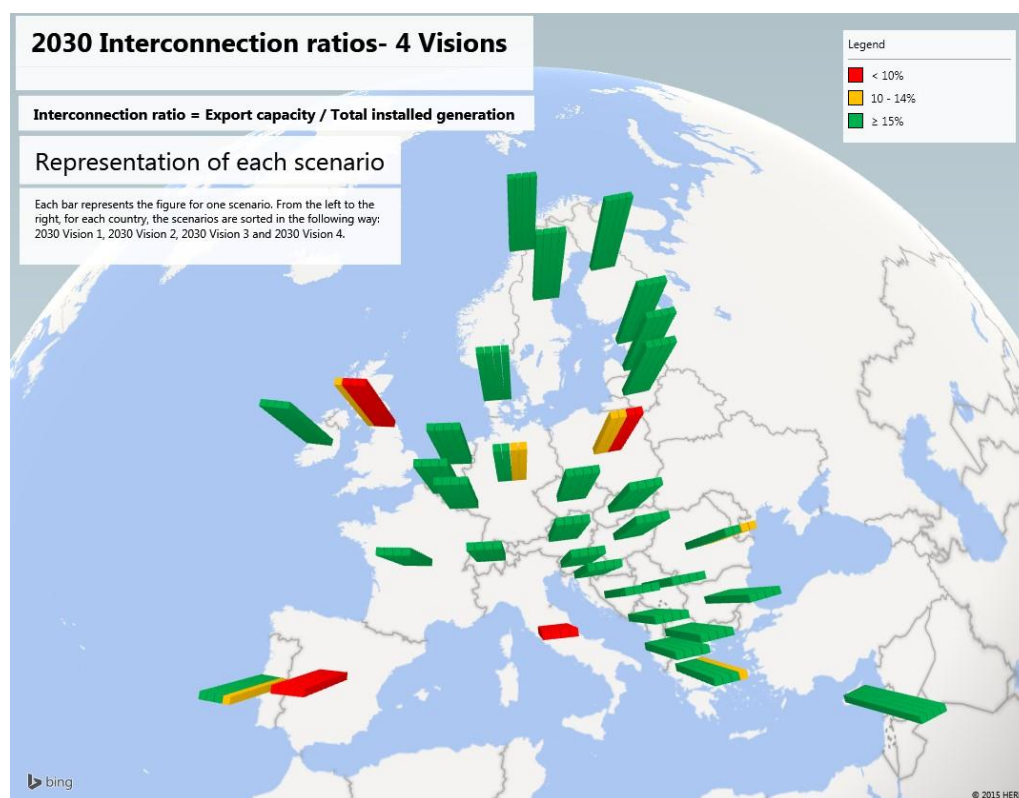 2030 Interconnection ratios- 4 Visions
Interconnection ratio = Export capacity / Total installed generation
Representation of each scenario
Each bar represents the figure for one scenario. From the left to the
right, for each country, the scenarios are sorted in the following way:
2030 Vision 1, 2030 Vision 2, 2030 Vision 3 and 2030 Vision 4.
Legend
< 10%
10 - 14%
≥ 15%
bing
© 2015 HER